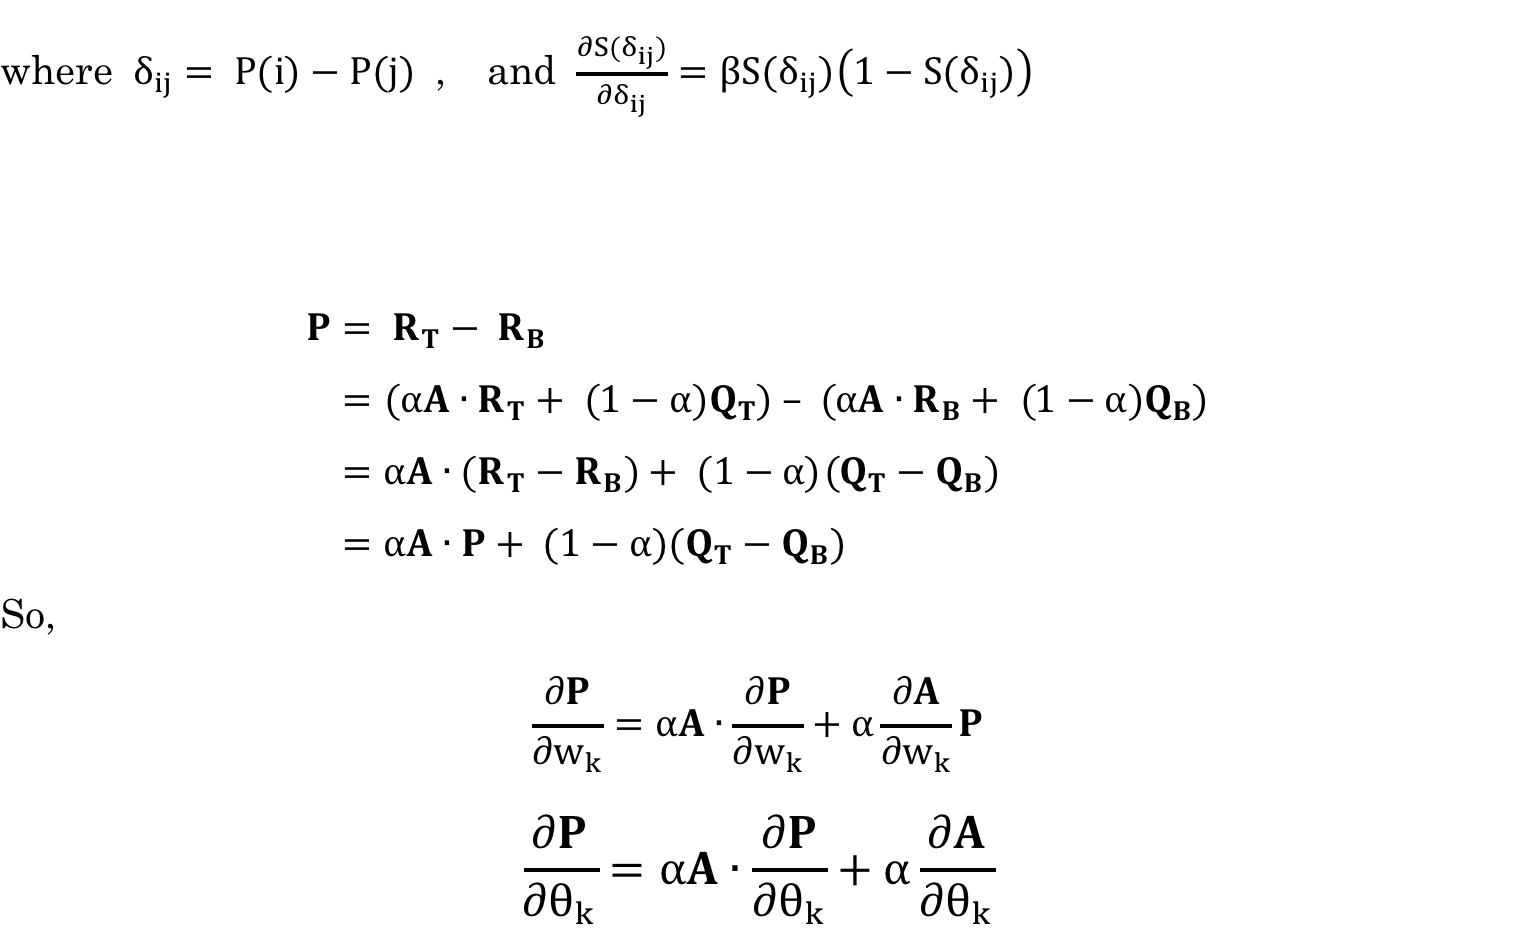 where δ_ij = P(i) − P(j) , and ∂S(δ_ij)/∂δ_ij = βS(δ_ij)(1 − S(δ_ij))
P = R_T − R_B
= (αA · R_T + (1 − α)Q_T) – (αA · R_B + (1 − α)Q_B)
= αA · (R_T − R_B) + (1 − α)(Q_T − Q_B)
= αA · P + (1 − α)(Q_T − Q_B)
So,
∂P/∂w_k = αA · ∂P/∂w_k + α ∂A/∂w_k P
∂P/∂θ_k = αA · ∂P/∂θ_k + α ∂A/∂θ_k